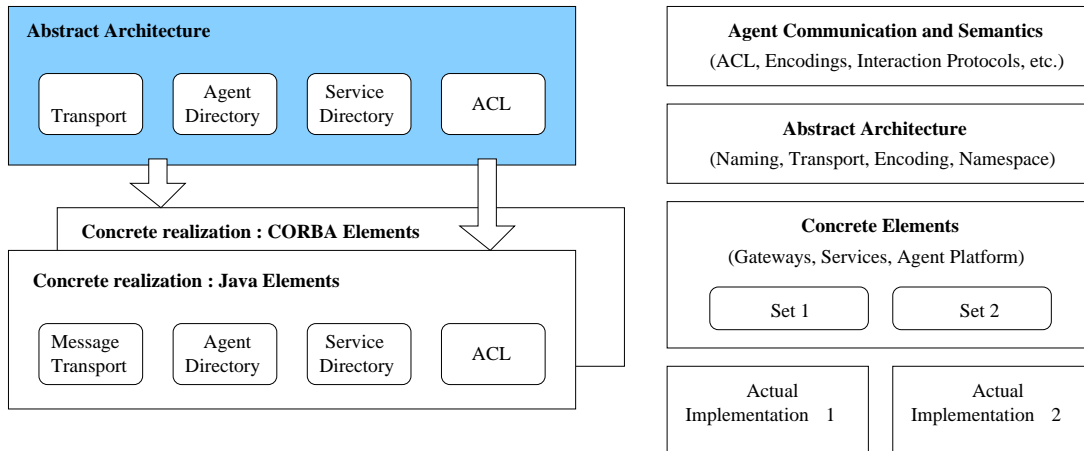 Abstract Architecture
Transport
Agent
Directory
Service
Directory
ACL
Concrete realization : CORBA Elements
Concrete realization : Java Elements
Message
Transport
Agent
Directory
Service
Directory
ACL
Agent Communication and Semantics
(ACL, Encodings, Interaction Protocols, etc.)
Abstract Architecture
(Naming, Transport, Encoding, Namespace)
Concrete Elements
(Gateways, Services, Agent Platform)
Set 1
Set 2
Actual
Implementation 1
Actual
Implementation 2